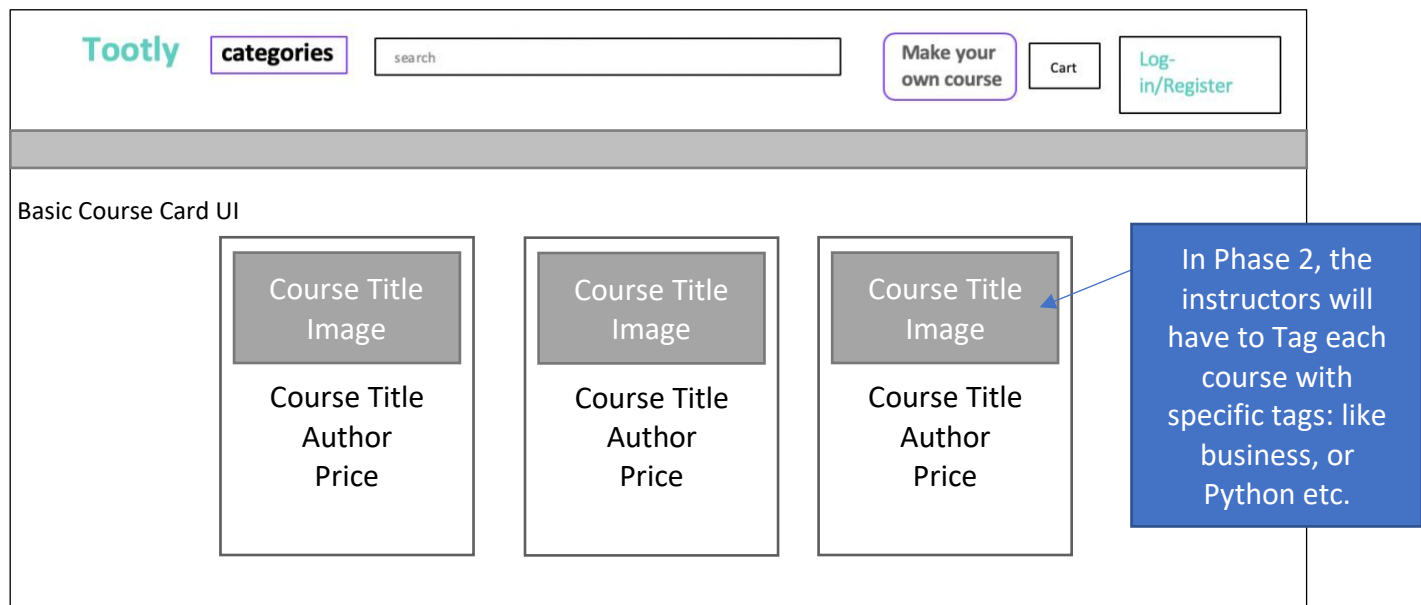 Tootly
categories
search
Make your
own course
Cart
Log-
in/Register
Basic Course Card UI
Course Title
Image
Course Title
Author
Price
Course Title
Image
Course Title
Author
Price
Course Title
Image
Course Title
Author
Price
In Phase 2, the
instructors will
have to Tag each
course with
specific tags: like
business, or
Python etc.